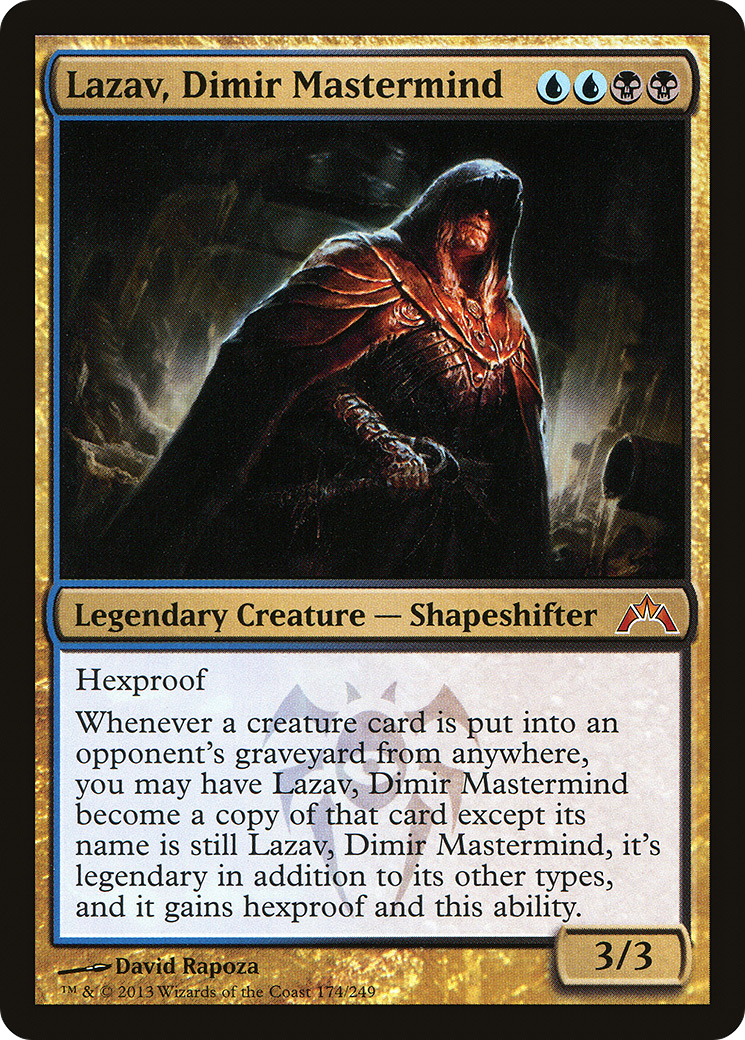 Lazav, Dimir Mastermind
Legendary Creature — Shapeshifter
Hexproof
Whenever a creature card is put into an
opponent's graveyard from anywhere,
you may have Lazav, Dimir Mastermind
become a copy of that card except its
name is still Lazav, Dimir Mastermind, it's
legendary in addition to its other types,
and it gains hexproof and this ability.
3/3
David Rapoza
™ & © 2013 Wizards of the Coast 174/249